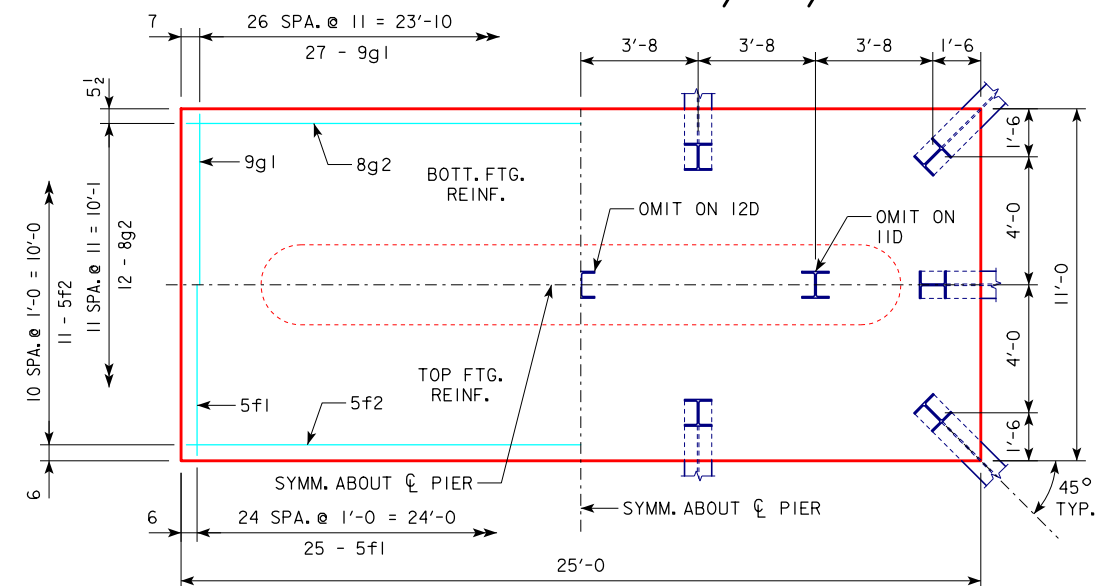 7
26 SPA. @ 11 = 23'-10
27 - 9g1
3'-8
3'-8
3'-8
1'-6
5½
9g1
8g2
BOTT. FTG.
REINF.
OMIT ON 12D
OMIT ON
11D
1'-6
4'-0
4'-0
1'-6
11'-0
10 SPA. @ 1'-0 = 10'-0
11 - 5f2
11 SPA. @ 11 = 10'-1
12 - 8g2
TOP FTG.
REINF.
5f1
5f2
6
SYMM. ABOUT ℄ PIER
SYMM. ABOUT ℄ PIER
45°
TYP.
6
24 SPA. @ 1'-0 = 24'-0
25 - 5f1
25'-0